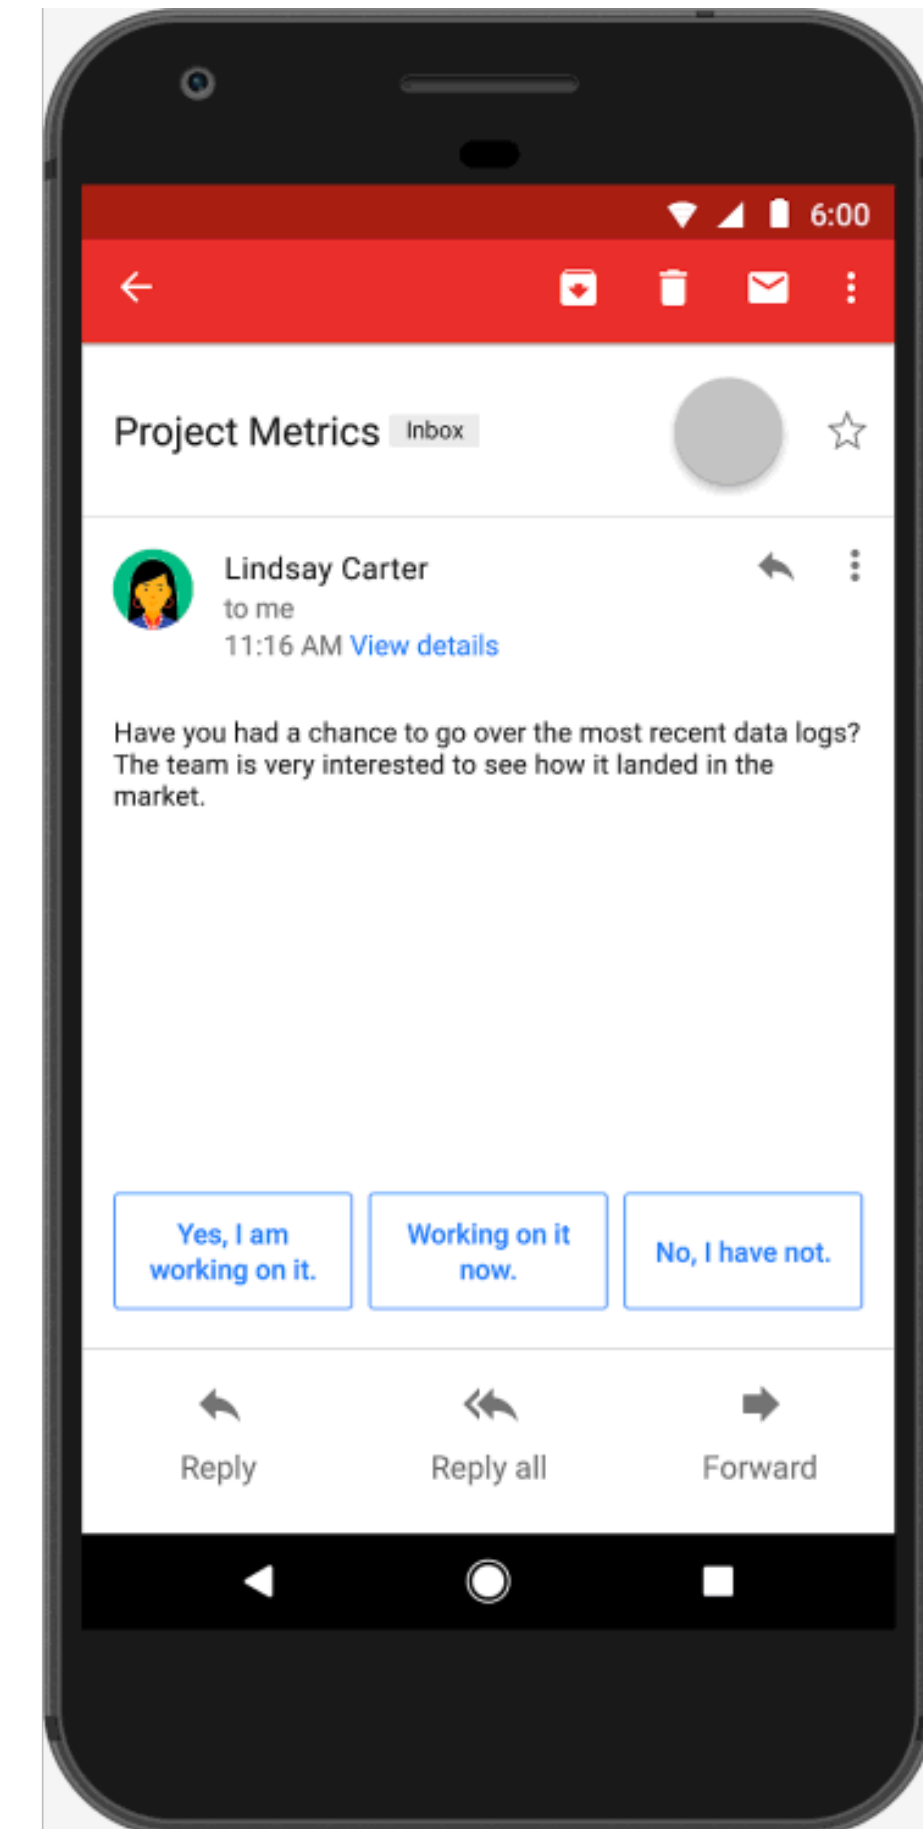 6:00
Project Metrics Inbox
Lindsay Carter
to me
11:16 AM View details
Have you had a chance to go over the most recent data logs?
The team is very interested to see how it landed in the
market.
Yes, I am
working on it.
Working on it
now.
No, I have not.
Reply
Reply all
Forward